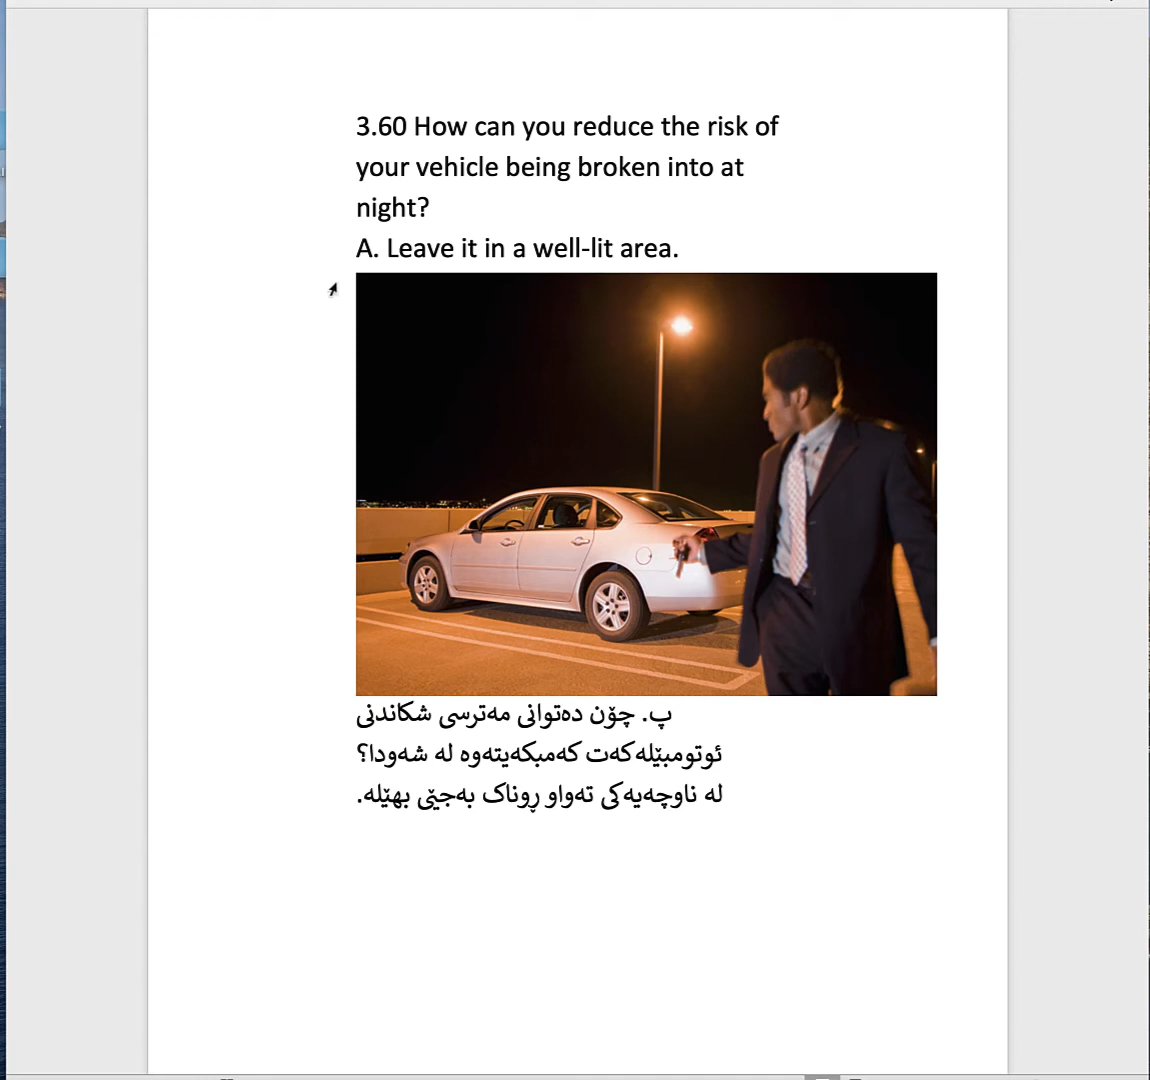 3.60 How can you reduce the risk of
your vehicle being broken into at
night?
A. Leave it in a well-lit area.
پ. چۆن دەتوانی مەترسی شکاندنی
ئوتومبێلەکەت کەمبکەیتەوە لە شەودا؟
لە ناوچەیەکی تەواو ڕوناک بەجێی بهێلە.